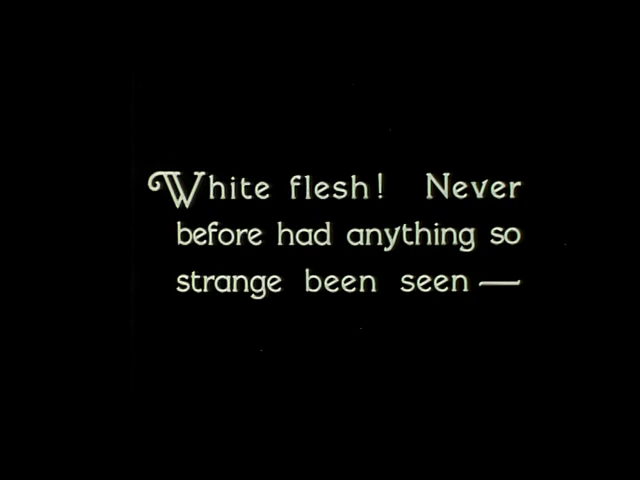 White flesh! Never
before had anything so
strange been seen —